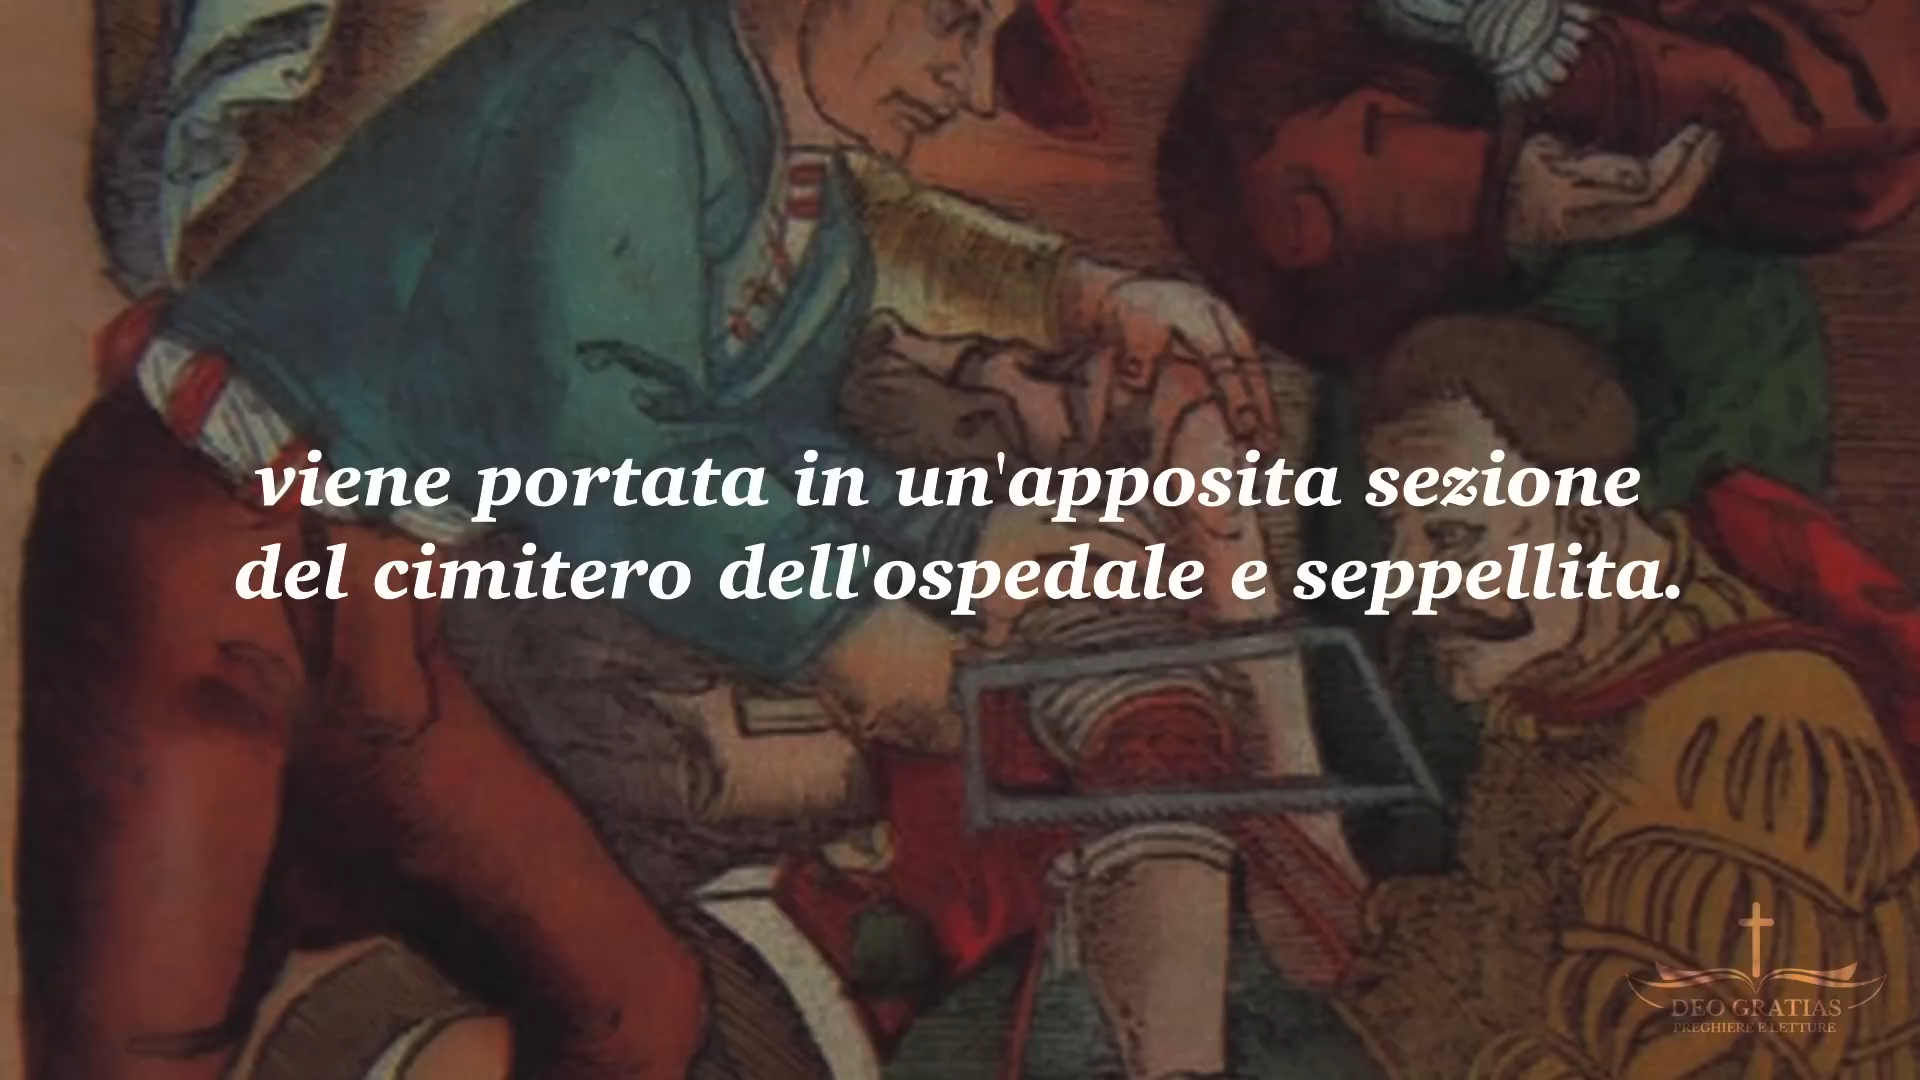 viene portata in un'apposita sezione
del cimitero dell'ospedale e seppellita.
DEO GRATIAS
PREGHIERE E LETTURE